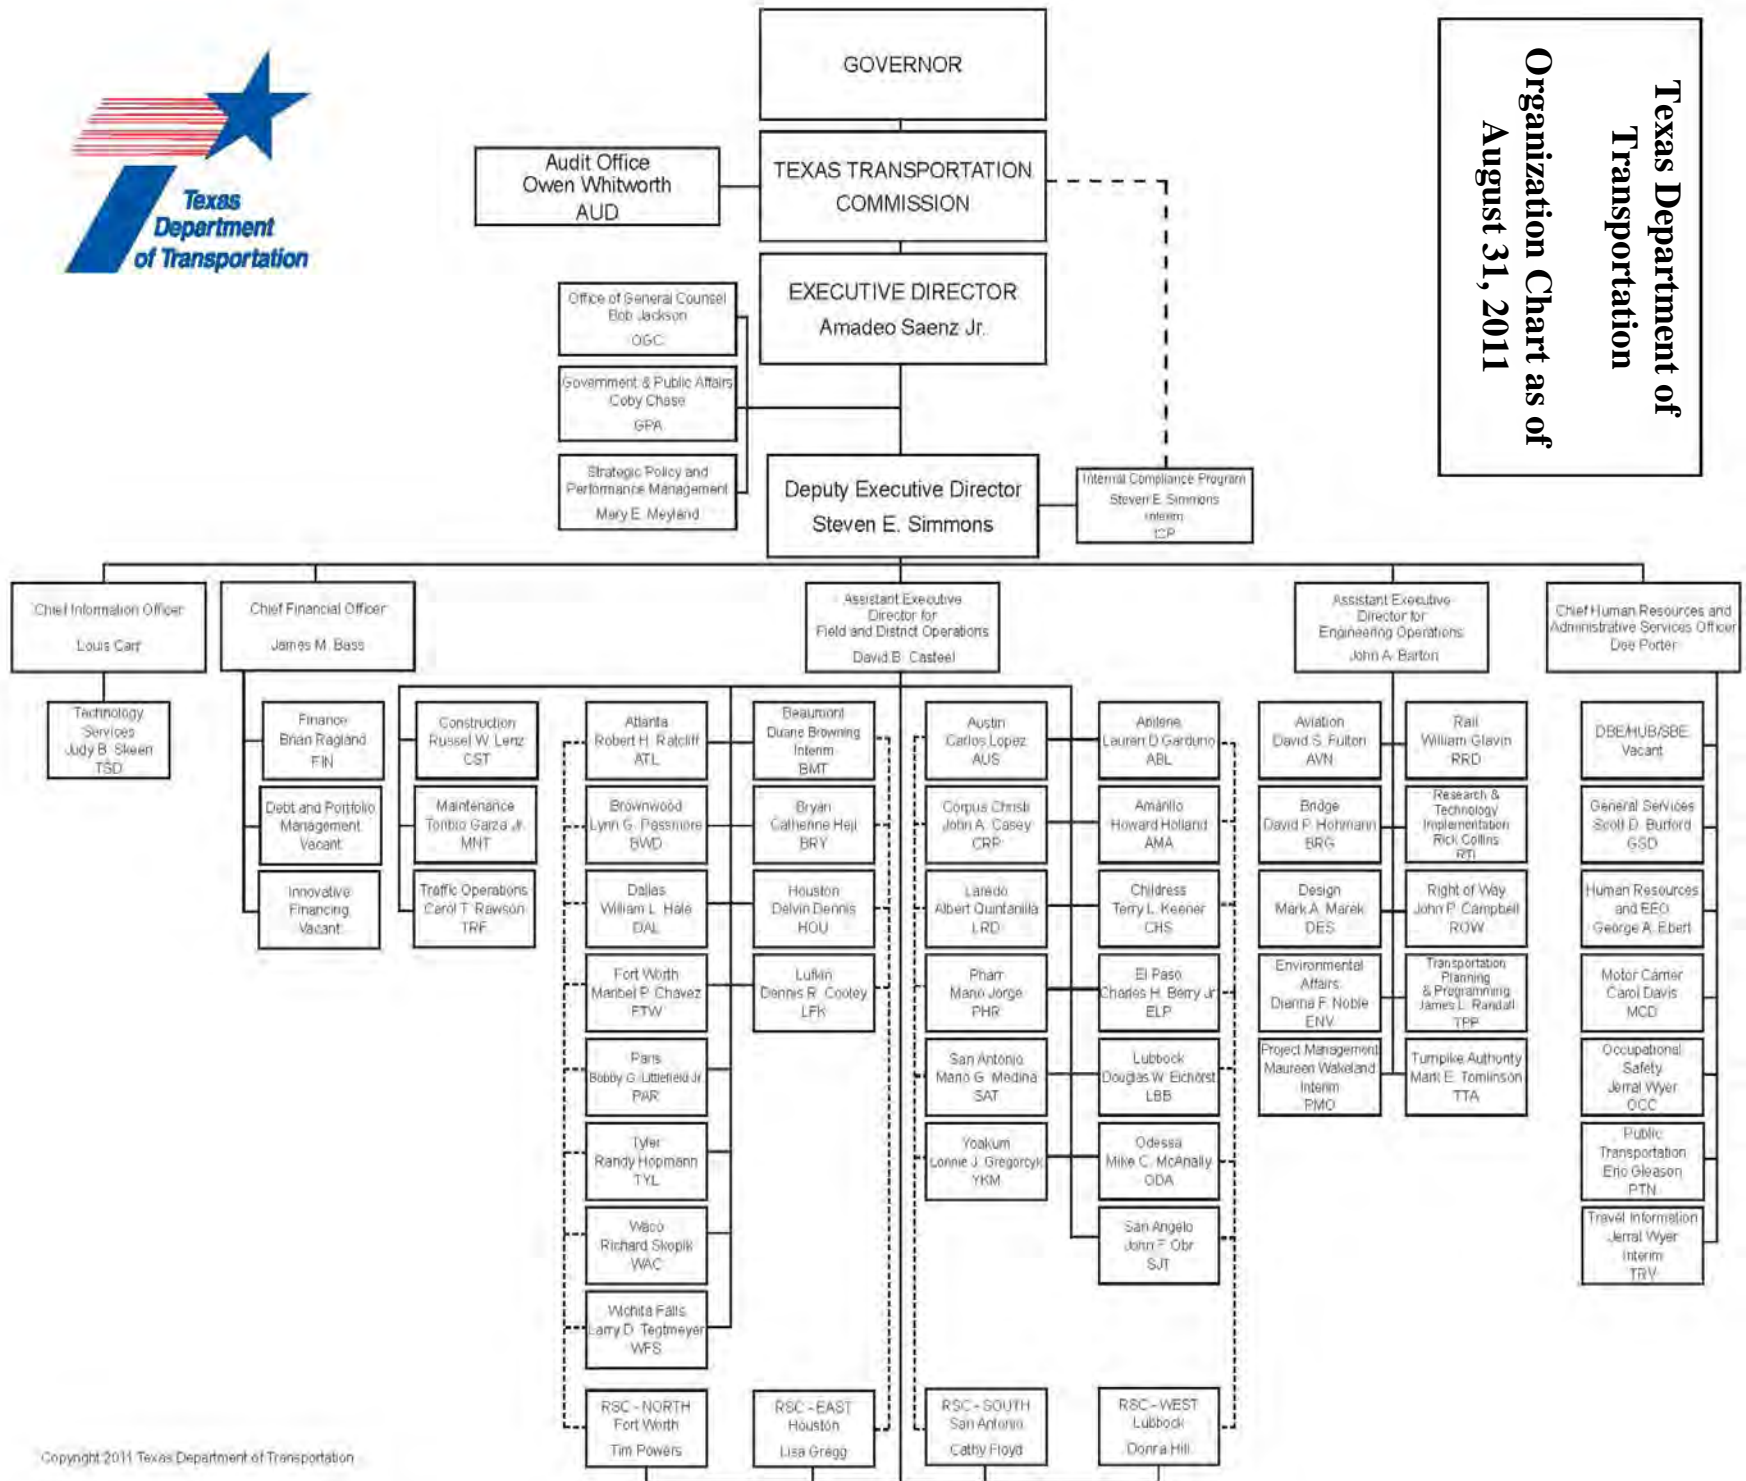 GOVERNOR
Texas Department of
Transportation
Organization Chart as of
August 31, 2011
Texas
Department
of Transportation
Audit Office
Owen Whitworth
AUD
TEXAS TRANSPORTATION
COMMISSION
EXECUTIVE DIRECTOR
Amadeo Saenz Jr.
Office of General Counsel
Bob Jackson
OGC
Government & Public Affairs
Coby Chase
GPA
Strategic Policy and
Performance Management
Mary E. Meyland
Deputy Executive Director
Steven E. Simmons
Internal Compliance Program
Steven E. Simmons
Interim
ICP
Chief Information Officer
Louis Carr
Chief Financial Officer
James M. Bass
Assistant Executive
Director for
Field and District Operations
David B. Casteel
Assistant Executive
Director for
Engineering Operations
John A. Barton
Chief Human Resources and
Administrative Services Officer
Dee Porter
Technology
Services
Judy B. Skeen
TSD
Finance
Brian Ragland
FIN
Debt and Portfolio
Management
Vacant
Innovative
Financing
Vacant
Construction
Russel W. Lenz
CST
Maintenance
Toribio Garza Jr.
MNT
Traffic Operations
Carol T. Rawson
TRF
Atlanta
Robert H. Ratcliff
ATL
Brownwood
Lynn G. Passmore
BWD
Dallas
William L. Hale
DAL
Fort Worth
Maribel P. Chavez
FTW
Paris
Bobby G. Littlefield Jr.
PAR
Tyler
Randy Hopmann
TYL
Waco
Richard Skopik
WAC
Wichita Falls
Larry D. Tegtmeyer
WFS
RSC - NORTH
Fort Worth
Tim Powers
Beaumont
Duane Browning
Interim
BMT
Bryan
Catherine Hejl
BRY
Houston
Delvin Dennis
HOU
Lufkin
Dennis R. Cooley
LFK
RSC - EAST
Houston
Lisa Gregg
Austin
Carlos Lopez
AUS
Corpus Christi
John A. Casey
CRP
Laredo
Albert Quintanilla
LRD
Pharr
Mario Jorge
PHR
San Antonio
Mario G. Medina
SAT
Yoakum
Lonnie J. Gregorcyk
YKM
RSC - SOUTH
San Antonio
Cathy Floyd
Abilene
Lauren D Garduno
ABL
Amarillo
Howard Holland
AMA
Childress
Terry L. Keener
CHS
El Paso
Charles H. Berry Jr
ELP
Lubbock
Douglas W. Eichorst
LBB
Odessa
Mike C. McAnally
ODA
San Angelo
John F Obr
SJT
RSC - WEST
Lubbock
Donna Hill
Aviation
David S. Fulton
AVN
Bridge
David P. Hohmann
BRG
Design
Mark A. Marek
DES
Environmental
Affairs
Dianna F. Noble
ENV
Project Management
Maureen Wakeland
Interim
PMO
Rail
William Glavin
RRD
Research &
Technology
Implementation
Rick Collins
RTI
Right of Way
John P. Campbell
ROW
Transportation
Planning
& Programming
James L. Randall
TPP
Turnpike Authority
Mark E. Tomlinson
TTA
DBE/HUB/SBE
Vacant
General Services
Scott D. Burford
GSD
Human Resources
and EEO
George A. Ebert
Motor Carrier
Carol Davis
MCD
Occupational
Safety
Jerral Wyer
OCC
Public
Transportation
Eric Gleason
PTN
Travel Information
Jerral Wyer
Interim
TRV
Copyright 2011 Texas Department of Transportation